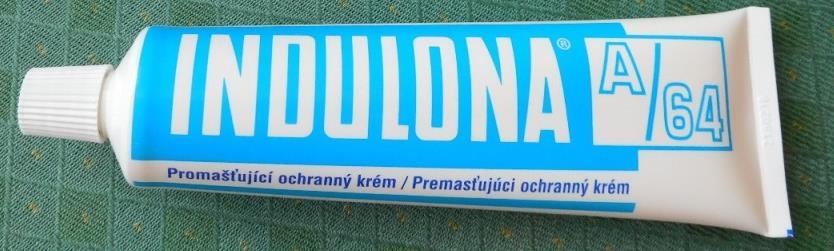 INDULONA® A/64
Promašťující ochranný krém / Premasťujúci ochranný krém